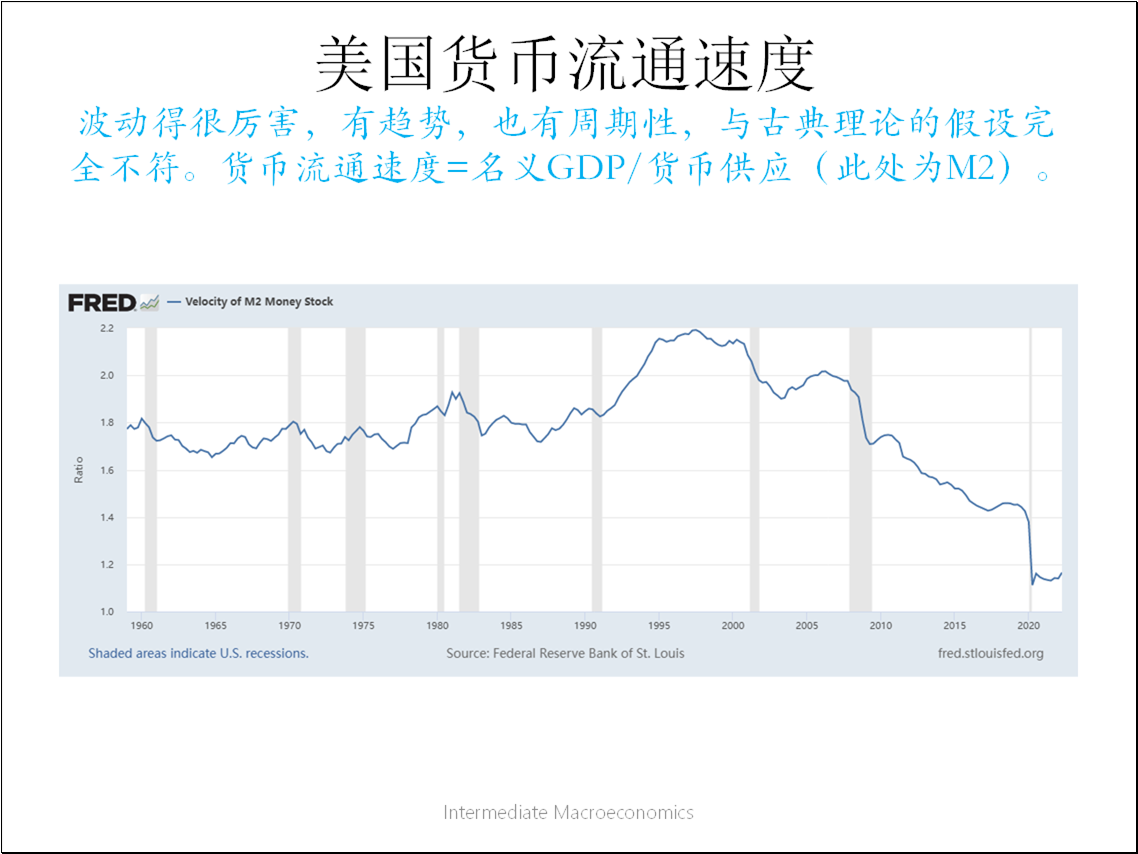 美国货币流通速度
波动得很厉害，有趋势，也有周期性，与古典理论的假设完
全不符。货币流通速度=名义GDP/货币供应（此处为M2）。
FRED — Velocity of M2 Money Stock
2.2
2.0
1.8
1.6
1.4
1.2
1.0
Ratio
1960 1965 1970 1975 1980 1985 1990 1995 2000 2005 2010 2015 2020
Shaded areas indicate U.S. recessions. Source: Federal Reserve Bank of St. Louis fred.stlouisfed.org
Intermediate Macroeconomics